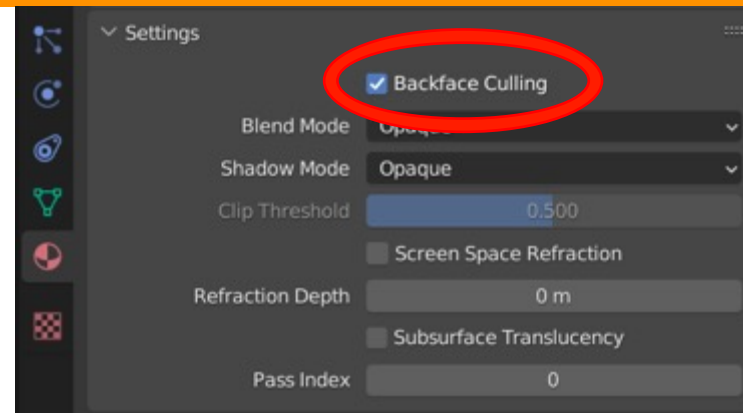 Settings
Backface Culling
Blend Mode Opaque
Shadow Mode Opaque
Clip Threshold 0.500
Screen Space Refraction
Refraction Depth 0 m
Subsurface Translucency
Pass Index 0